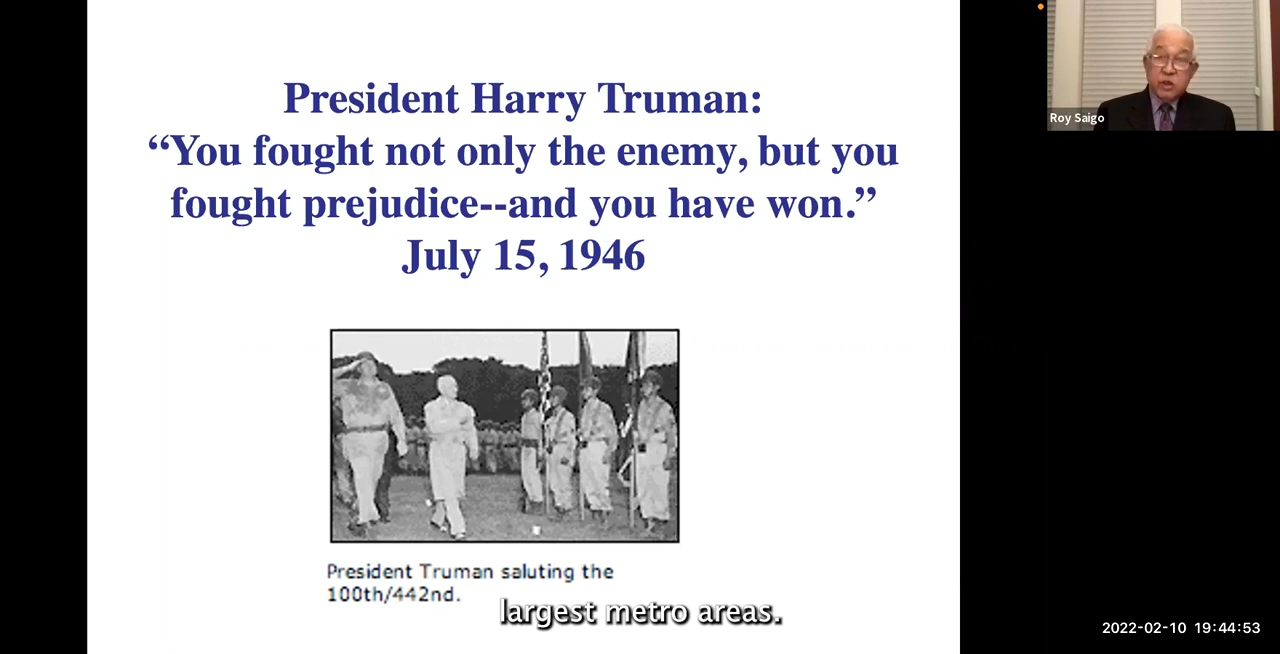 President Harry Truman:
“You fought not only the enemy, but you
fought prejudice--and you have won.”
July 15, 1946
President Truman saluting the
100th/442nd.
largest metro areas.
Roy Saigo
2022-02-10 19:44:53